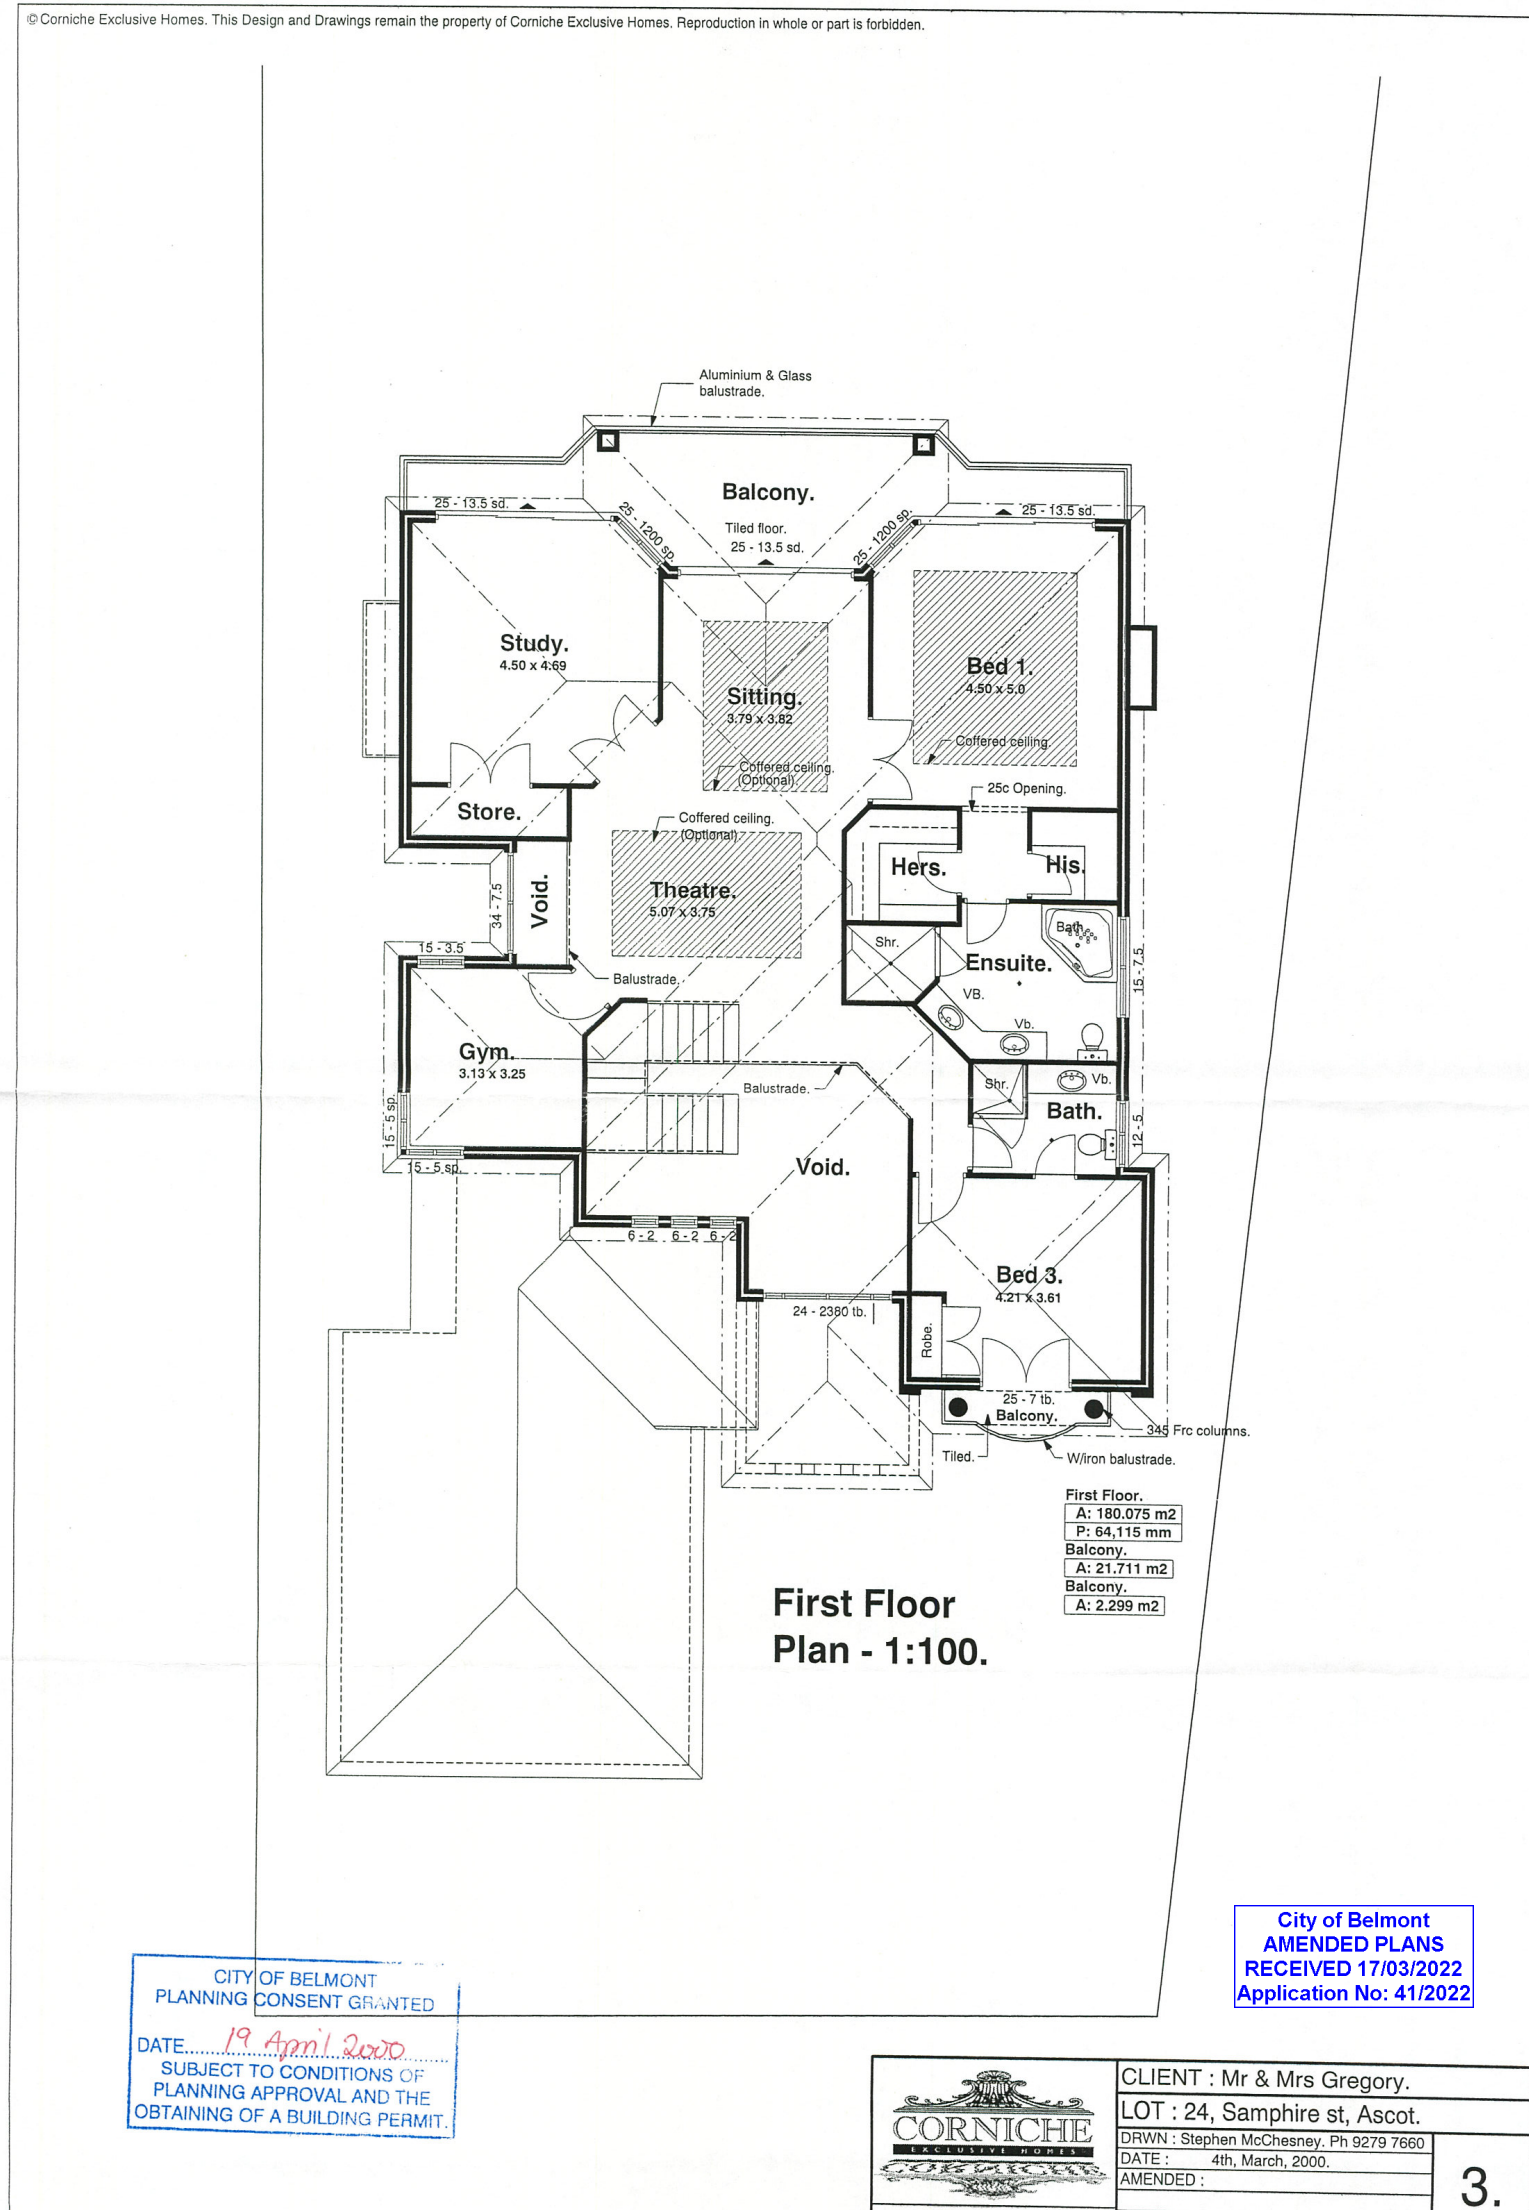 © Corniche Exclusive Homes. This Design and Drawings remain the property of Corniche Exclusive Homes. Reproduction in whole or part is forbidden.
Aluminium & Glass
balustrade.
Balcony.
25 - 13.5 sd.
25 - 1200 sp.
Tiled floor.
25 - 13.5 sd.
25 - 1200 sp.
25 - 13.5 sd.
Study.
4.50 x 4.69
Sitting.
3.79 x 3.82
Bed 1.
4.50 x 5.0
Coffered ceiling.
Coffered ceiling.
(Optional)
25c Opening.
Store.
Coffered ceiling.
(Optional)
Hers.
His.
Void.
34 - 7.5
Theatre.
5.07 x 3.75
Bath.
Shr.
Ensuite.
15 - 7.5
15 - 3.5
Balustrade.
VB.
Vb.
Gym.
3.13 x 3.25
Balustrade.
Shr.
Vb.
Bath.
12 - 5
15 - 5 sp.
15 - 5 sp.
Void.
6 - 2
6 - 2
6 - 2
Bed 3.
4.21 x 3.61
24 - 2380 tb.
Robe.
25 - 7 tb.
Balcony.
345 Frc columns.
Tiled.
W/iron balustrade.
First Floor.
A: 180.075 m2
P: 64,115 mm
Balcony.
A: 21.711 m2
Balcony.
A: 2.299 m2
First Floor
Plan - 1:100.
City of Belmont
AMENDED PLANS
RECEIVED 17/03/2022
Application No: 41/2022
CITY OF BELMONT
PLANNING CONSENT GRANTED
DATE 19 April 2000
SUBJECT TO CONDITIONS OF
PLANNING APPROVAL AND THE
OBTAINING OF A BUILDING PERMIT.
CORNICHE
EXCLUSIVE HOMES
CLIENT : Mr & Mrs Gregory.
LOT : 24, Samphire st, Ascot.
DRWN : Stephen McChesney. Ph 9279 7660
DATE : 4th, March, 2000.
AMENDED :
3.